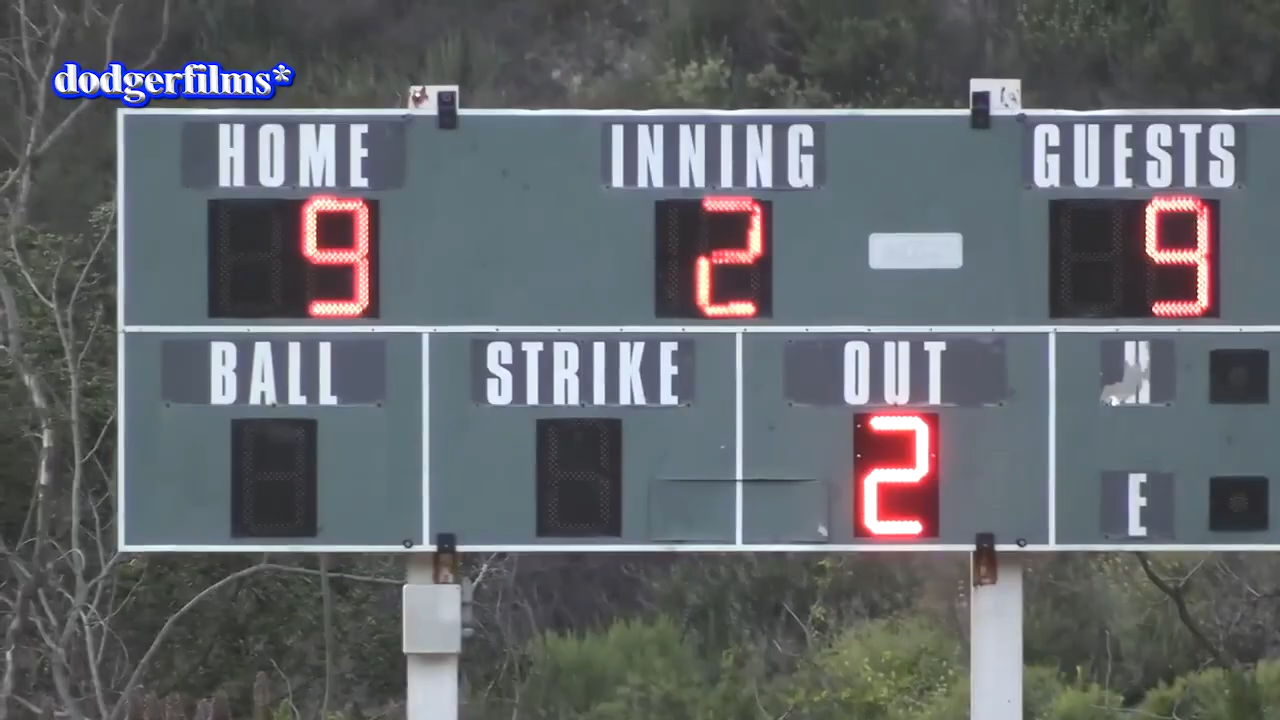 dodgerfilms*
HOME INNING GUESTS
9 2 9
BALL STRIKE OUT H
2
E